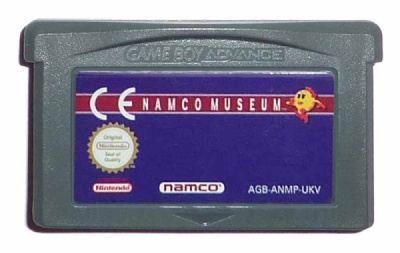 GAME BOY ADVANCE
CE NAMCO MUSEUM
Original
Nintendo
Seal of
Quality
Nintendo
namco
AGB-ANMP-UKV